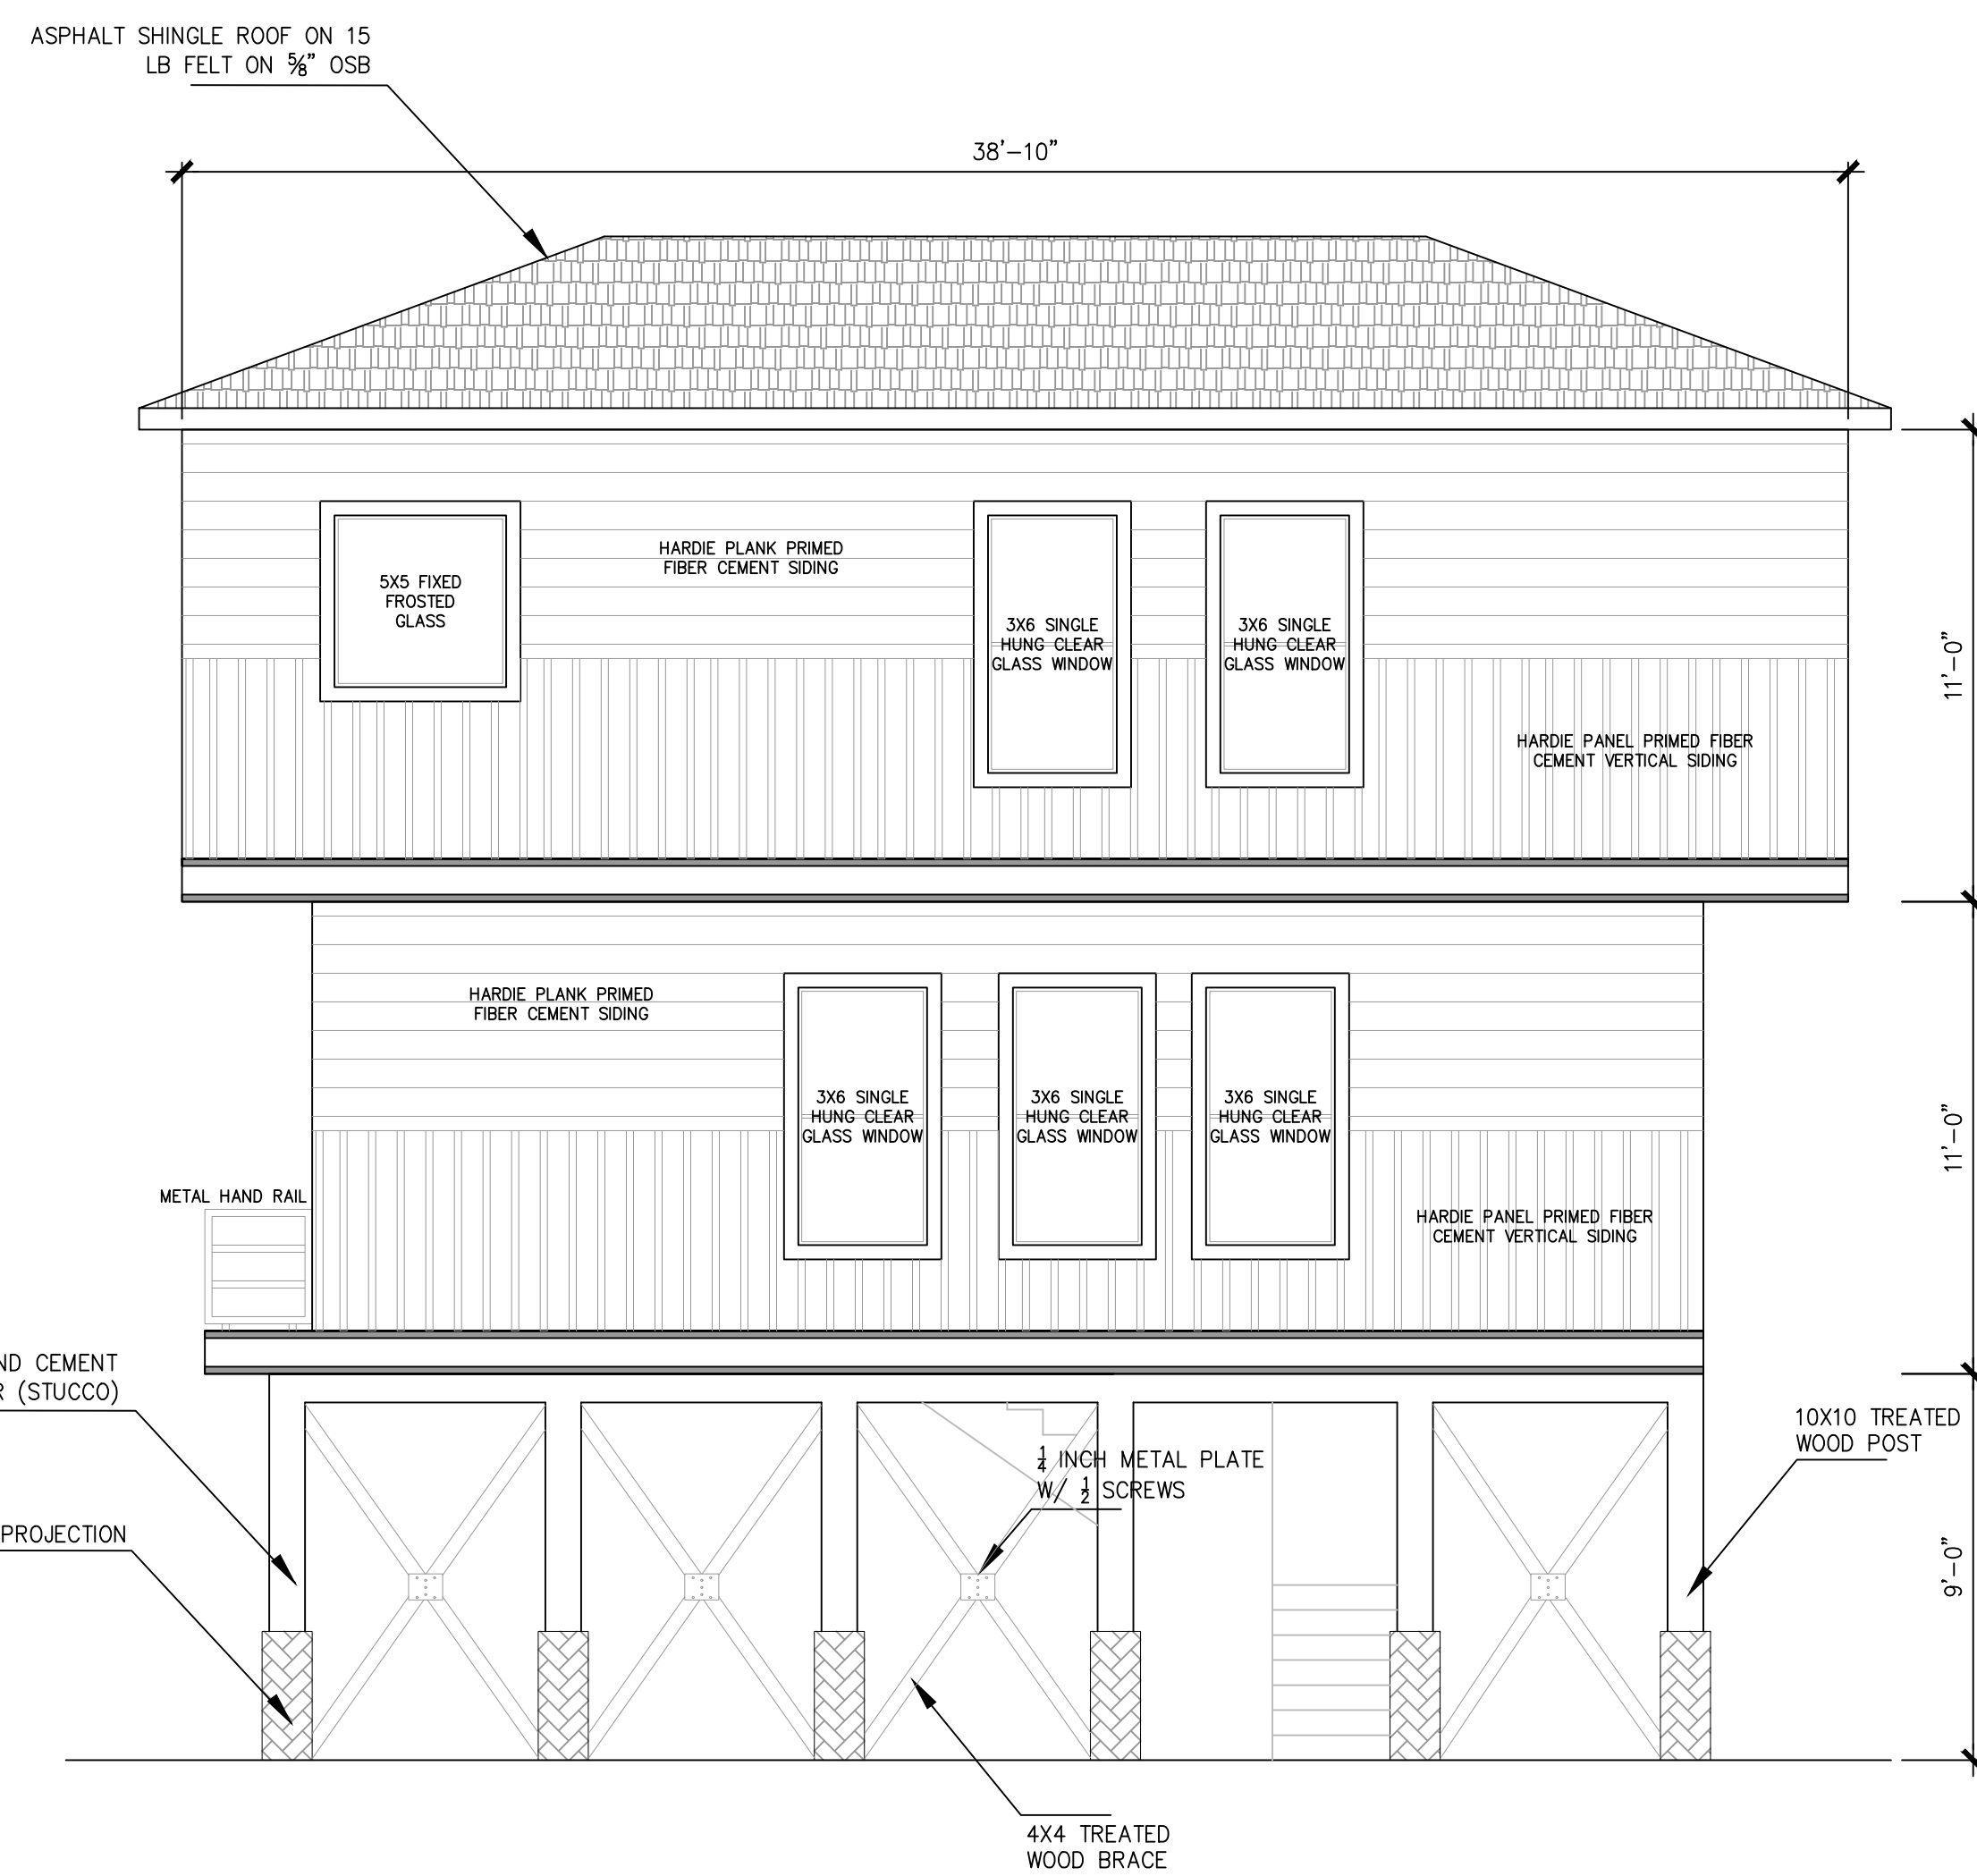 ASPHALT SHINGLE ROOF ON 15
LB FELT ON ⅝" OSB
38'-10"
HARDIE PLANK PRIMED
FIBER CEMENT SIDING
5X5 FIXED
FROSTED
GLASS
3X6 SINGLE
HUNG CLEAR
GLASS WINDOW
3X6 SINGLE
HUNG CLEAR
GLASS WINDOW
11'-0"
HARDIE PANEL PRIMED FIBER
CEMENT VERTICAL SIDING
HARDIE PLANK PRIMED
FIBER CEMENT SIDING
3X6 SINGLE
HUNG CLEAR
GLASS WINDOW
3X6 SINGLE
HUNG CLEAR
GLASS WINDOW
3X6 SINGLE
HUNG CLEAR
GLASS WINDOW
11'-0"
METAL HAND RAIL
HARDIE PANEL PRIMED FIBER
CEMENT VERTICAL SIDING
CEMENT
(STUCCO)
10X10 TREATED
WOOD POST
¼ INCH METAL PLATE
W/ ½ SCREWS
PROJECTION
9'-0"
4X4 TREATED
WOOD BRACE